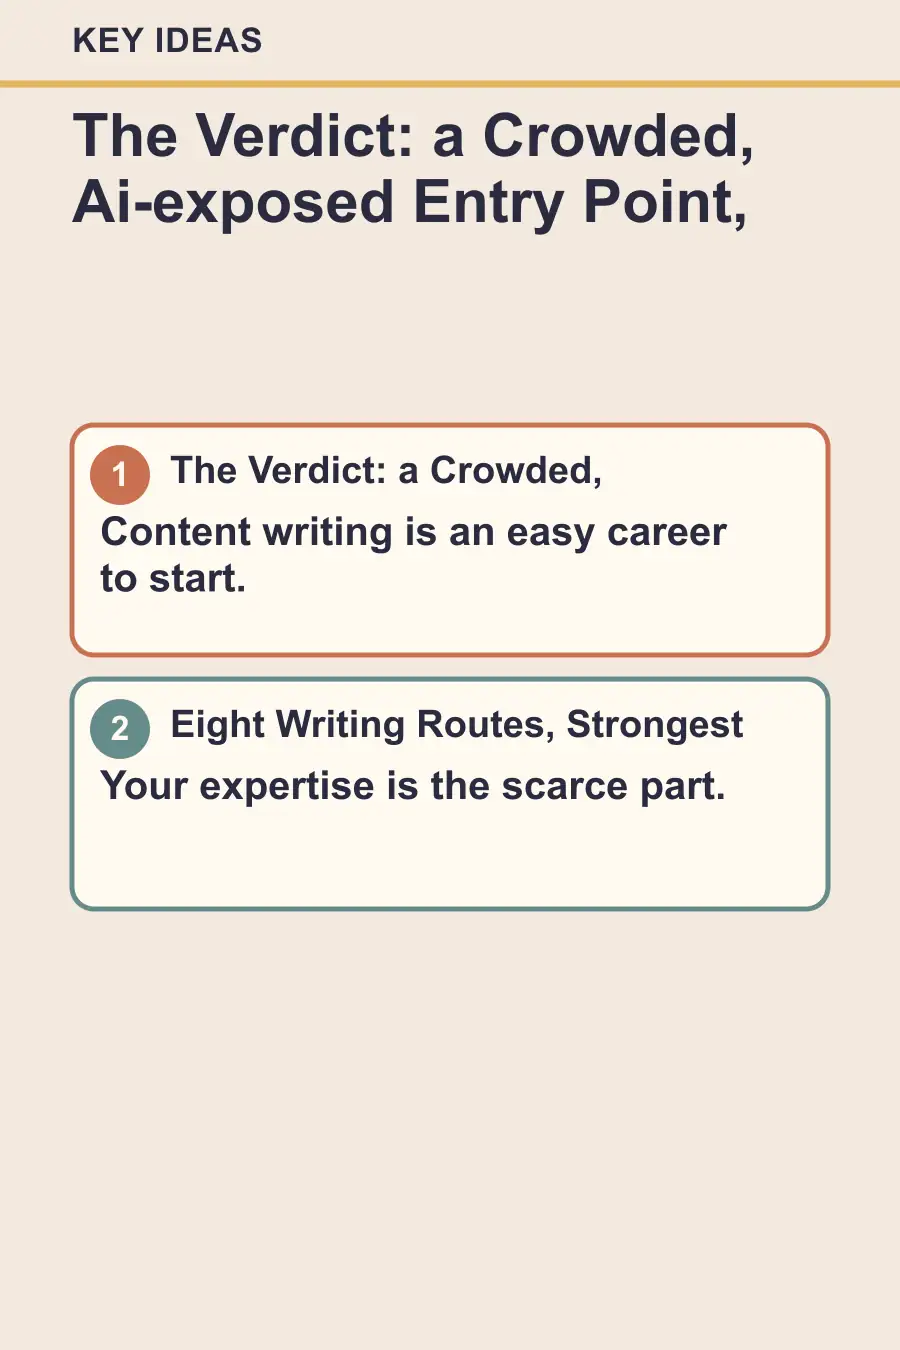 KEY IDEAS
The Verdict: a Crowded,
Ai-exposed Entry Point,
1 The Verdict: a Crowded,
Content writing is an easy career
to start.
2 Eight Writing Routes, Strongest
Your expertise is the scarce part.